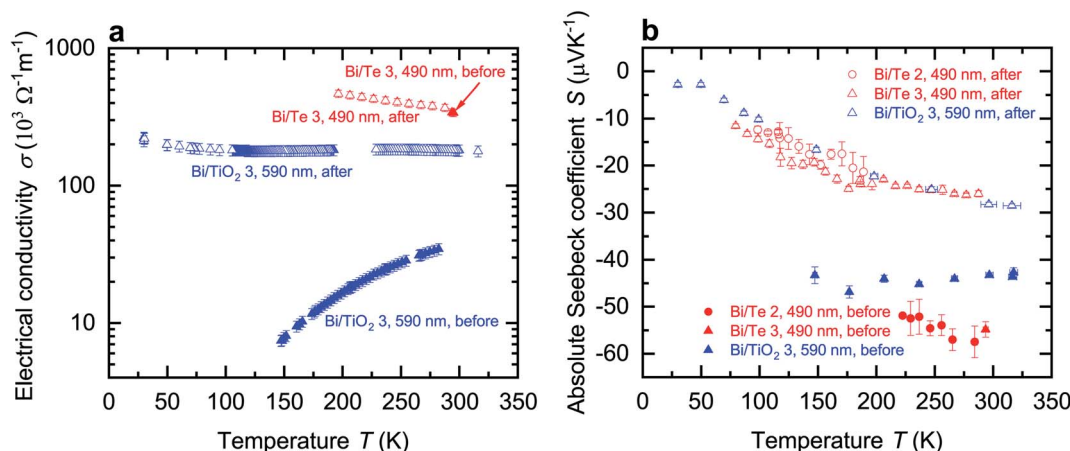 a
Electrical conductivity σ (10³ Ω⁻¹m⁻¹)
1000
100
10
Bi/Te 3, 490 nm, before
Bi/Te 3, 490 nm, after
Bi/TiO₂ 3, 590 nm, after
Bi/TiO₂ 3, 590 nm, before
0 50 100 150 200 250 300 350
Temperature T (K)
b
Absolute Seebeck coefficient S (μVK⁻¹)
0
-10
-20
-30
-40
-50
-60
Bi/Te 2, 490 nm, after
Bi/Te 3, 490 nm, after
Bi/TiO₂ 3, 590 nm, after
Bi/Te 2, 490 nm, before
Bi/Te 3, 490 nm, before
Bi/TiO₂ 3, 590 nm, before
0 50 100 150 200 250 300 350
Temperature T (K)